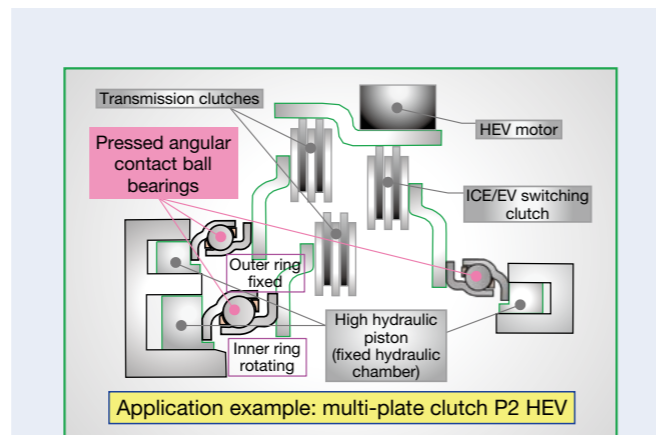 Transmission clutches
HEV motor
Pressed angular
contact ball
bearings
ICE/EV switching
clutch
Outer ring
fixed
Inner ring
rotating
High hydraulic
piston
(fixed hydraulic
chamber)
Application example: multi-plate clutch P2 HEV